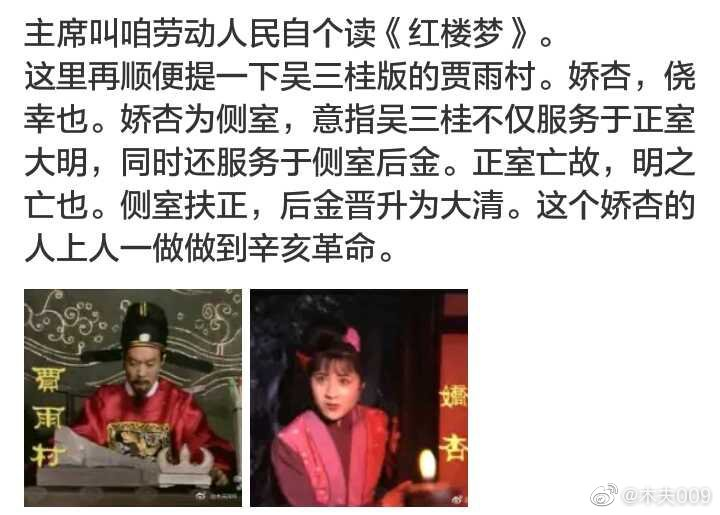 主席叫咱劳动人民自个读《红楼梦》。
这里再顺便提一下吴三桂版的贾雨村。娇杏，侥
幸也。娇杏为侧室，意指吴三桂不仅服务于正室
大明，同时还服务于侧室后金。正室亡故，明之
亡也。侧室扶正，后金晋升为大清。这个娇杏的
人上人一做做到辛亥革命。
賈雨村
嬌杏
@木夫009